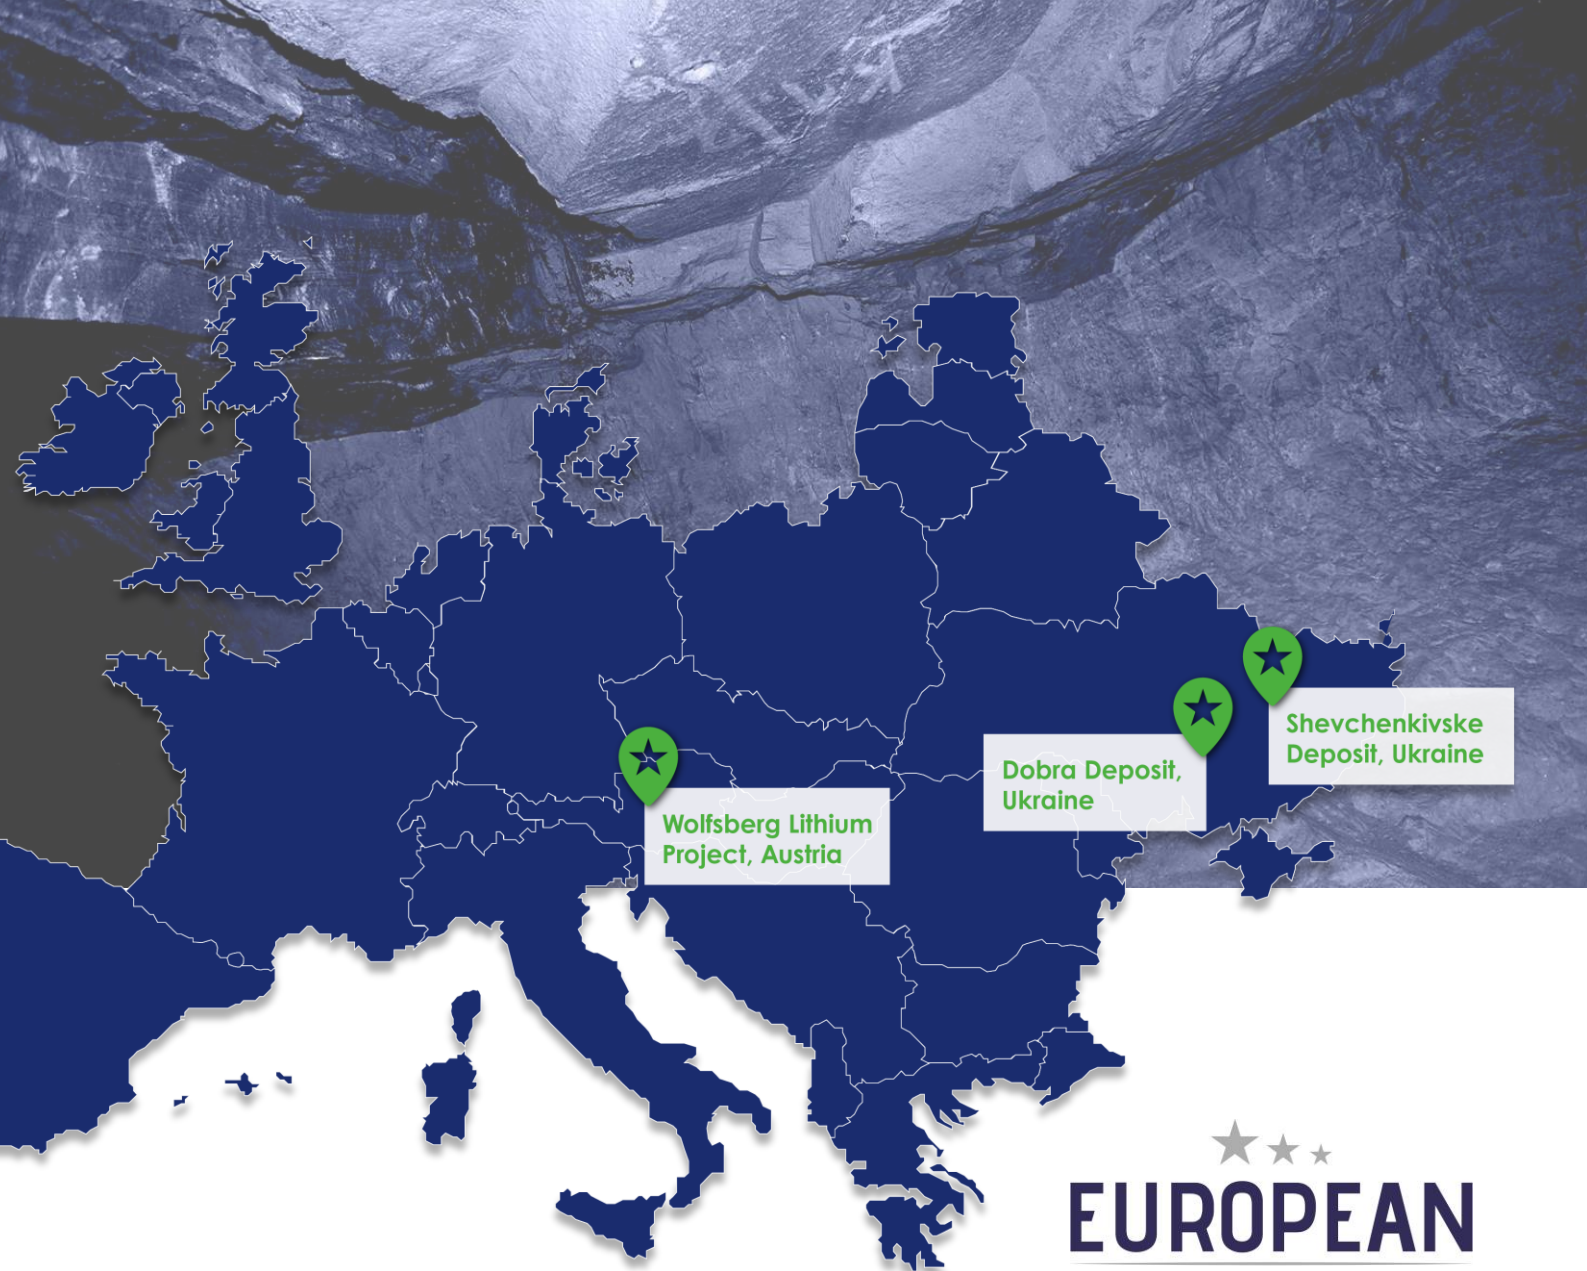 Shevchenkivske
Deposit, Ukraine
Dobra Deposit,
Ukraine
Wolfsberg Lithium
Project, Austria
EUROPEAN